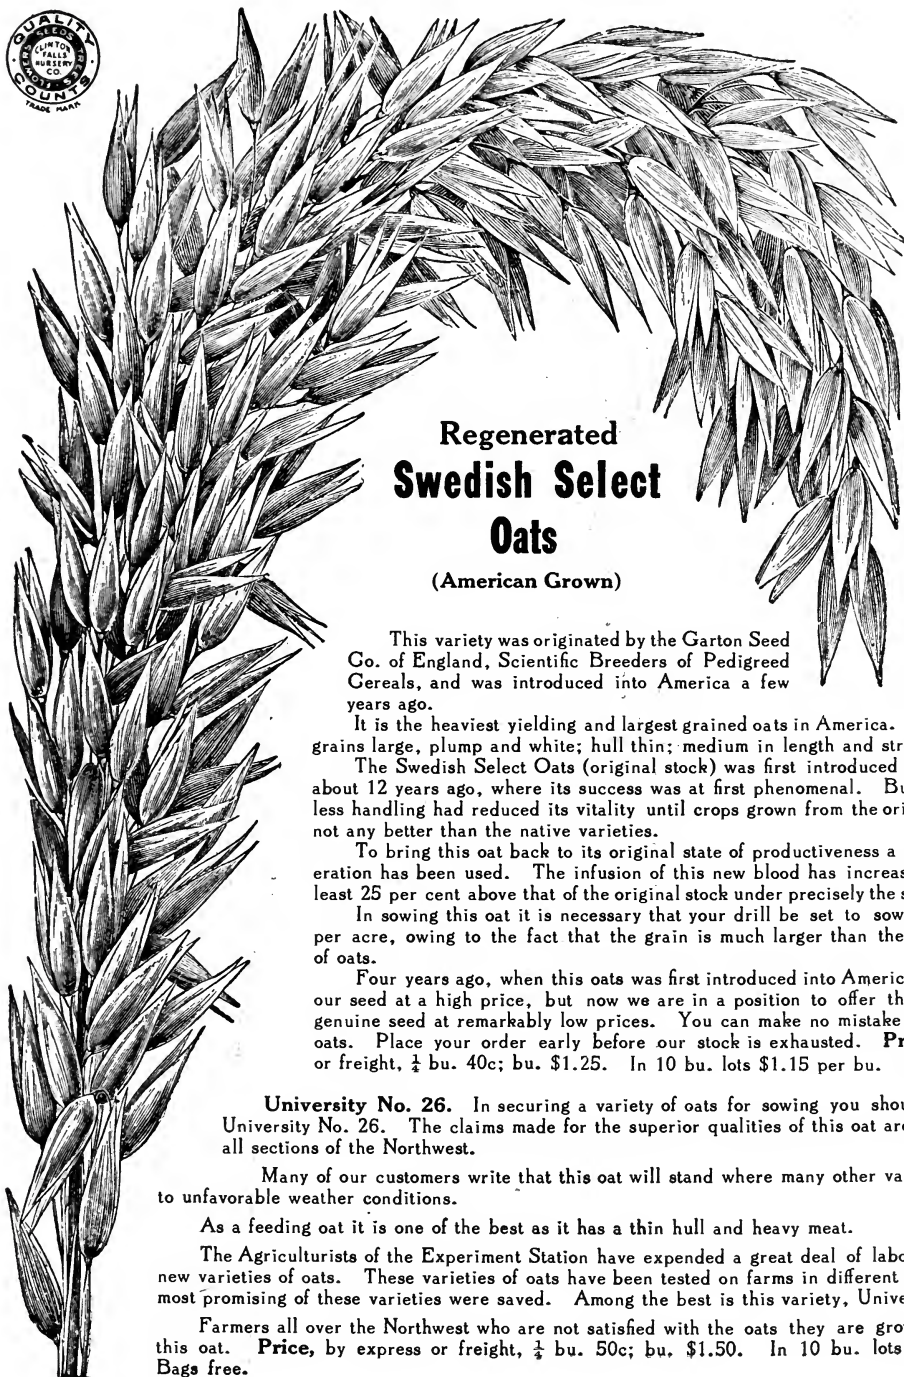 QUALITY COUNTS
SEEDS TREES FLOWERS
CLINTON
FALLS
NURSERY
CO.
TRADE MARK
Regenerated
Swedish Select
Oats
(American Grown)
This variety was originated by the Garton Seed
Co. of England, Scientific Breeders of Pedigreed
Cereals, and was introduced into America a few
years ago.
It is the heaviest yielding and largest grained oats in America.
grains large, plump and white; hull thin; medium in length and str
The Swedish Select Oats (original stock) was first introduced
about 12 years ago, where its success was at first phenomenal. Bu
less handling had reduced its vitality until crops grown from the ori
not any better than the native varieties.
To bring this oat back to its original state of productiveness a
eration has been used. The infusion of this new blood has increas
least 25 per cent above that of the original stock under precisely the s
In sowing this oat it is necessary that your drill be set to sow
per acre, owing to the fact that the grain is much larger than the
of oats.
Four years ago, when this oats was first introduced into Americ
our seed at a high price, but now we are in a position to offer th
genuine seed at remarkably low prices. You can make no mistake
oats. Place your order early before our stock is exhausted. Pr
or freight, ¼ bu. 40c; bu. $1.25. In 10 bu. lots $1.15 per bu.
University No. 26. In securing a variety of oats for sowing you shou
University No. 26. The claims made for the superior qualities of this oat are
all sections of the Northwest.
Many of our customers write that this oat will stand where many other va
to unfavorable weather conditions.
As a feeding oat it is one of the best as it has a thin hull and heavy meat.
The Agriculturists of the Experiment Station have expended a great deal of labo
new varieties of oats. These varieties of oats have been tested on farms in different
most promising of these varieties were saved. Among the best is this variety, Unive
Farmers all over the Northwest who are not satisfied with the oats they are gro
this oat. Price, by express or freight, ¼ bu. 50c; bu. $1.50. In 10 bu. lots
Bags free.